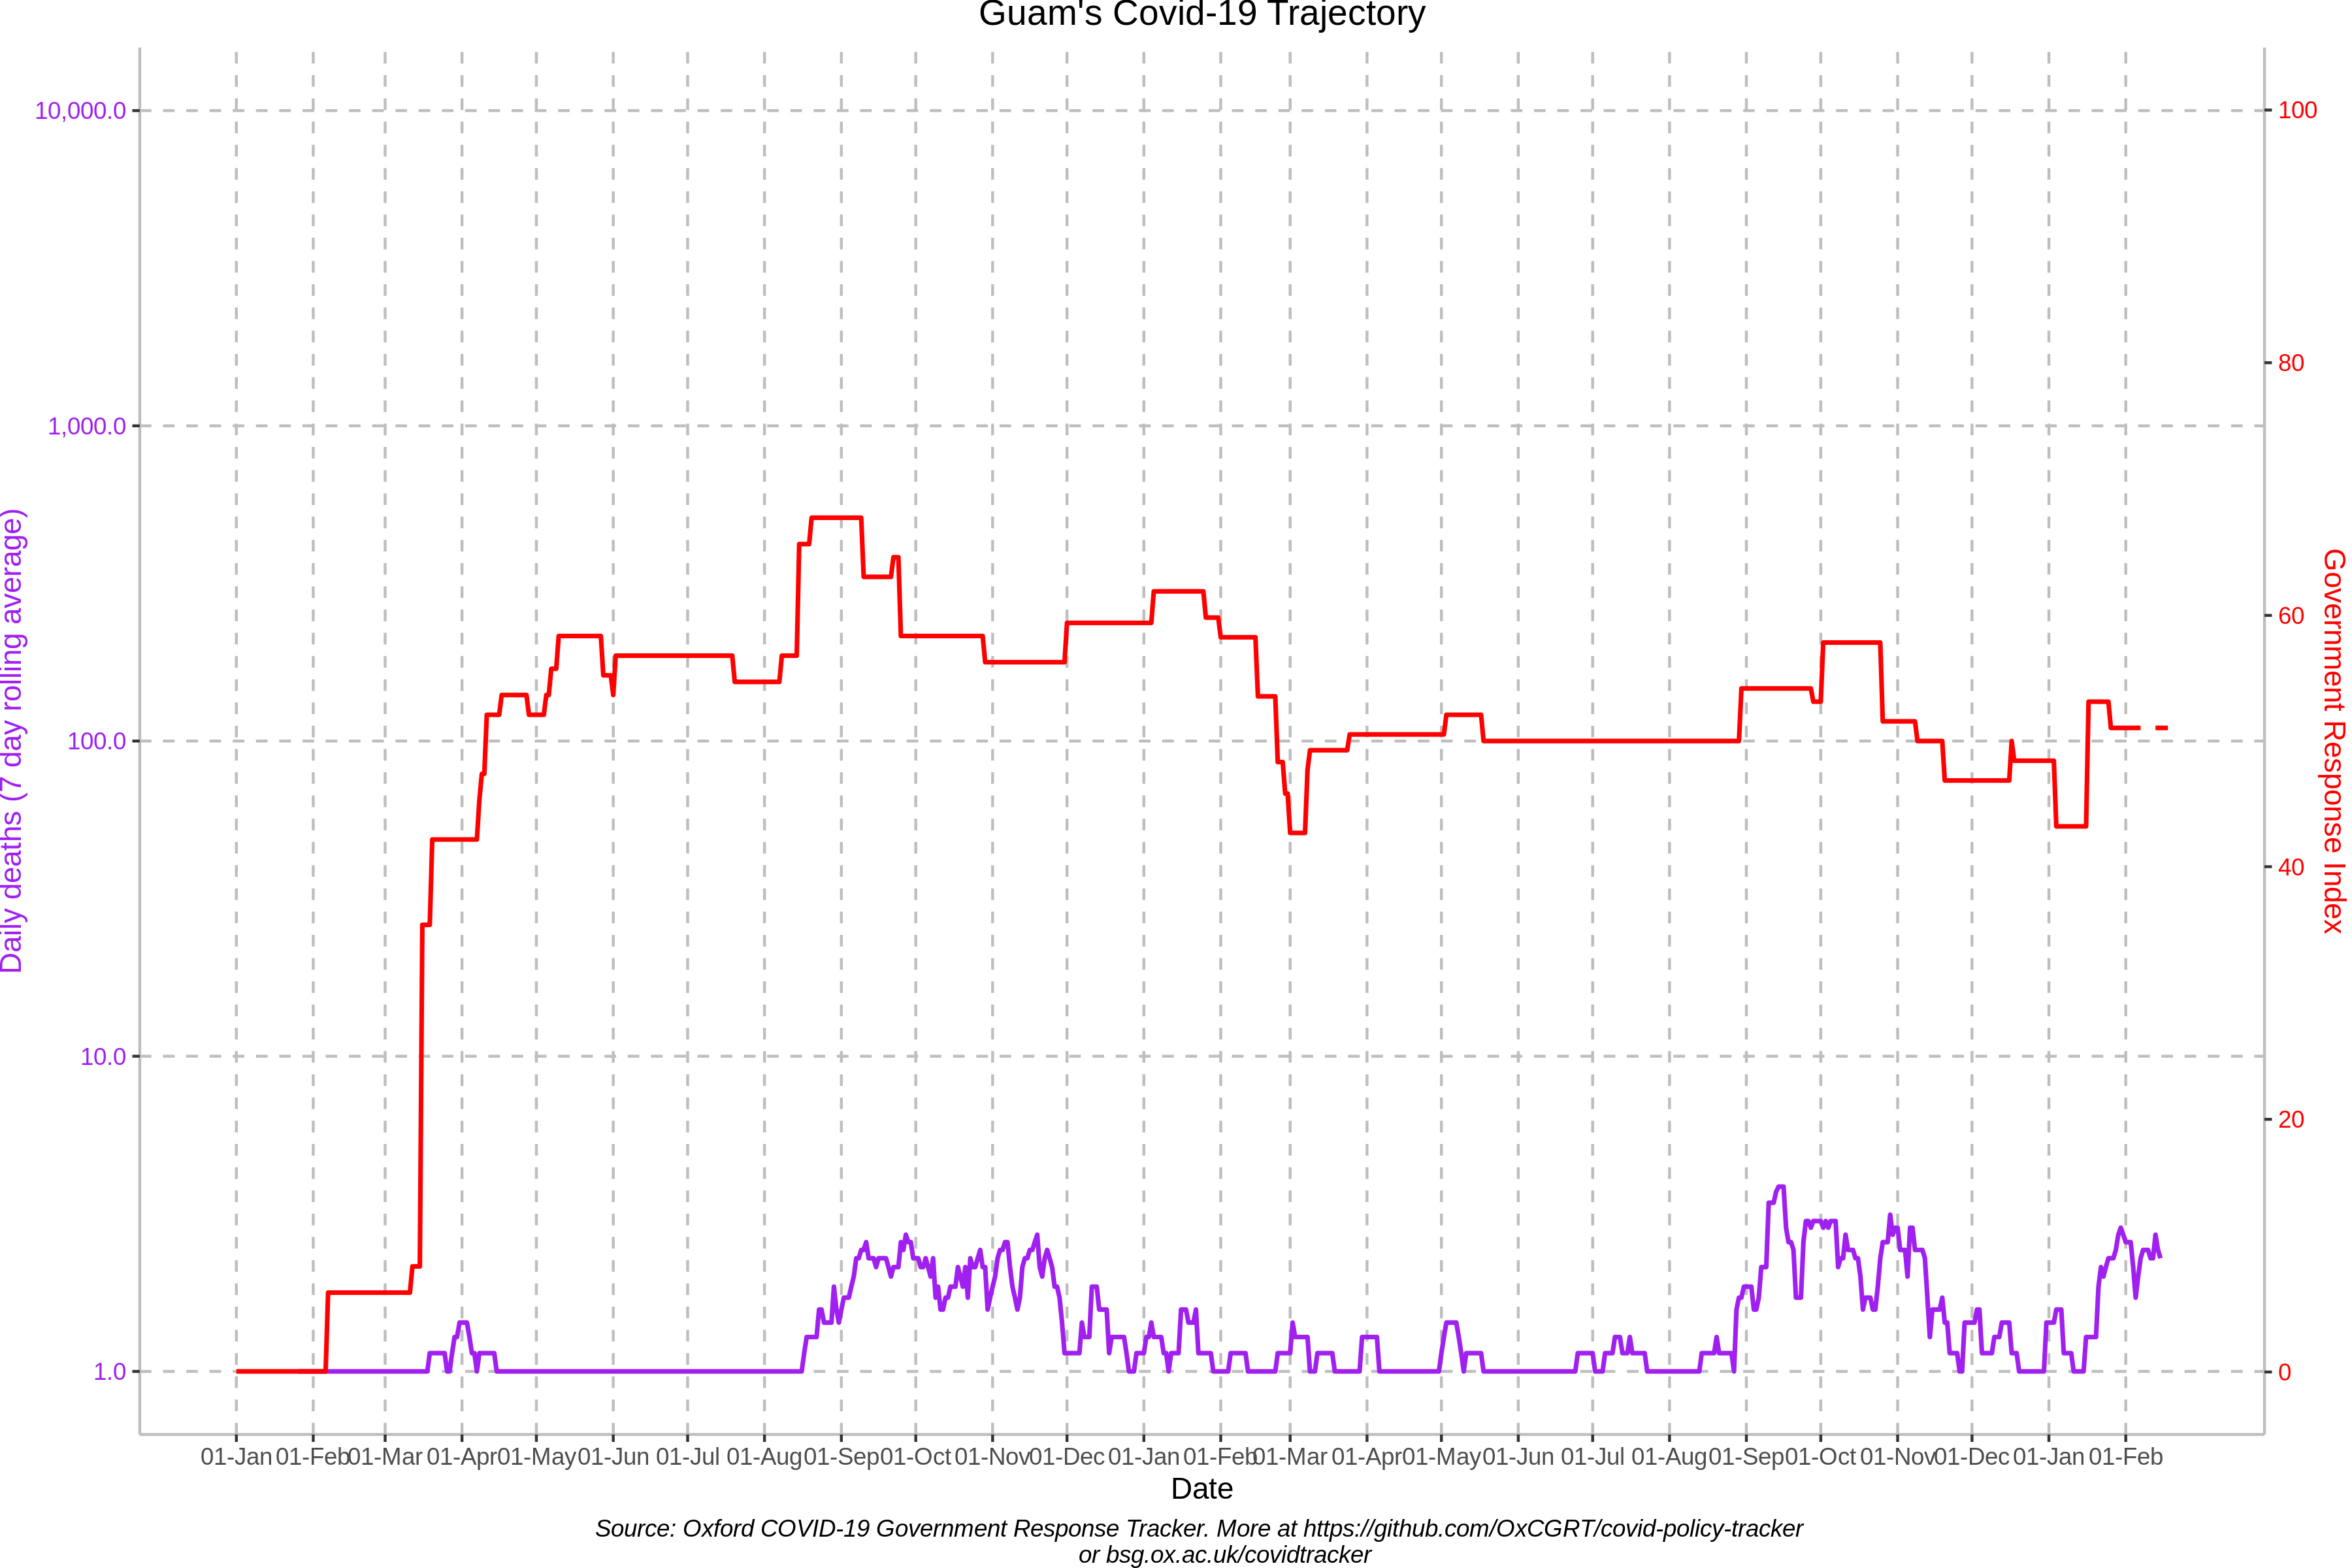 Guam's Covid-19 Trajectory
10,000.0
1,000.0
100.0
10.0
1.0
Daily deaths (7 day rolling average)
100
80
60
40
20
0
Government Response Index
01-Jan 01-Feb 01-Mar 01-Apr 01-May 01-Jun 01-Jul 01-Aug 01-Sep 01-Oct 01-Nov 01-Dec 01-Jan 01-Feb 01-Mar 01-Apr 01-May 01-Jun 01-Jul 01-Aug 01-Sep 01-Oct 01-Nov 01-Dec 01-Jan 01-Feb
Date
Source: Oxford COVID-19 Government Response Tracker. More at https://github.com/OxCGRT/covid-policy-tracker
or bsg.ox.ac.uk/covidtracker